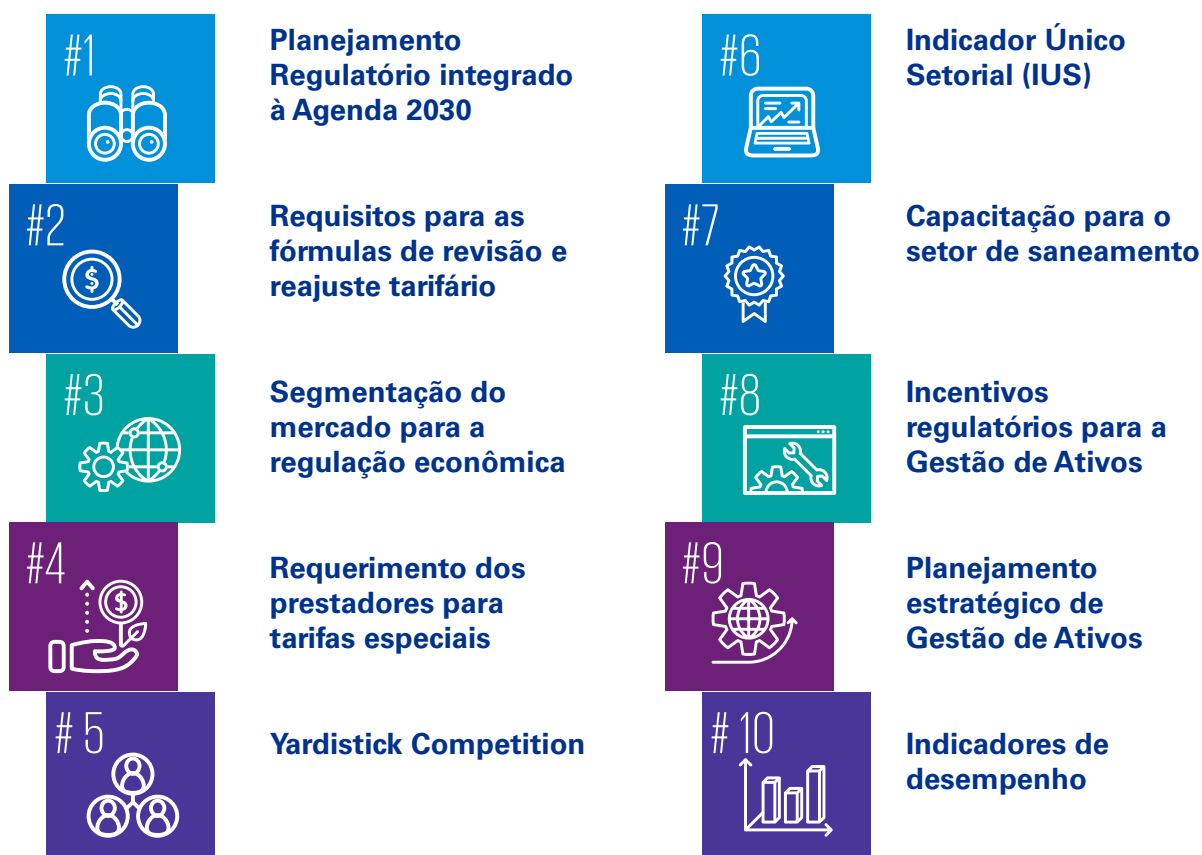 #1
Planejamento
Regulatório integrado
à Agenda 2030
#2
Requisitos para as
fórmulas de revisão e
reajuste tarifário
$
#3
Segmentação do
mercado para a
regulação econômica
#4
Requerimento dos
prestadores para
tarifas especiais
$
# 5
Yardistick Competition
#6
Indicador Único
Setorial (IUS)
#7
Capacitação para o
setor de saneamento
#8
Incentivos
regulatórios para a
Gestão de Ativos
#9
Planejamento
estratégico de
Gestão de Ativos
# 10
Indicadores de
desempenho